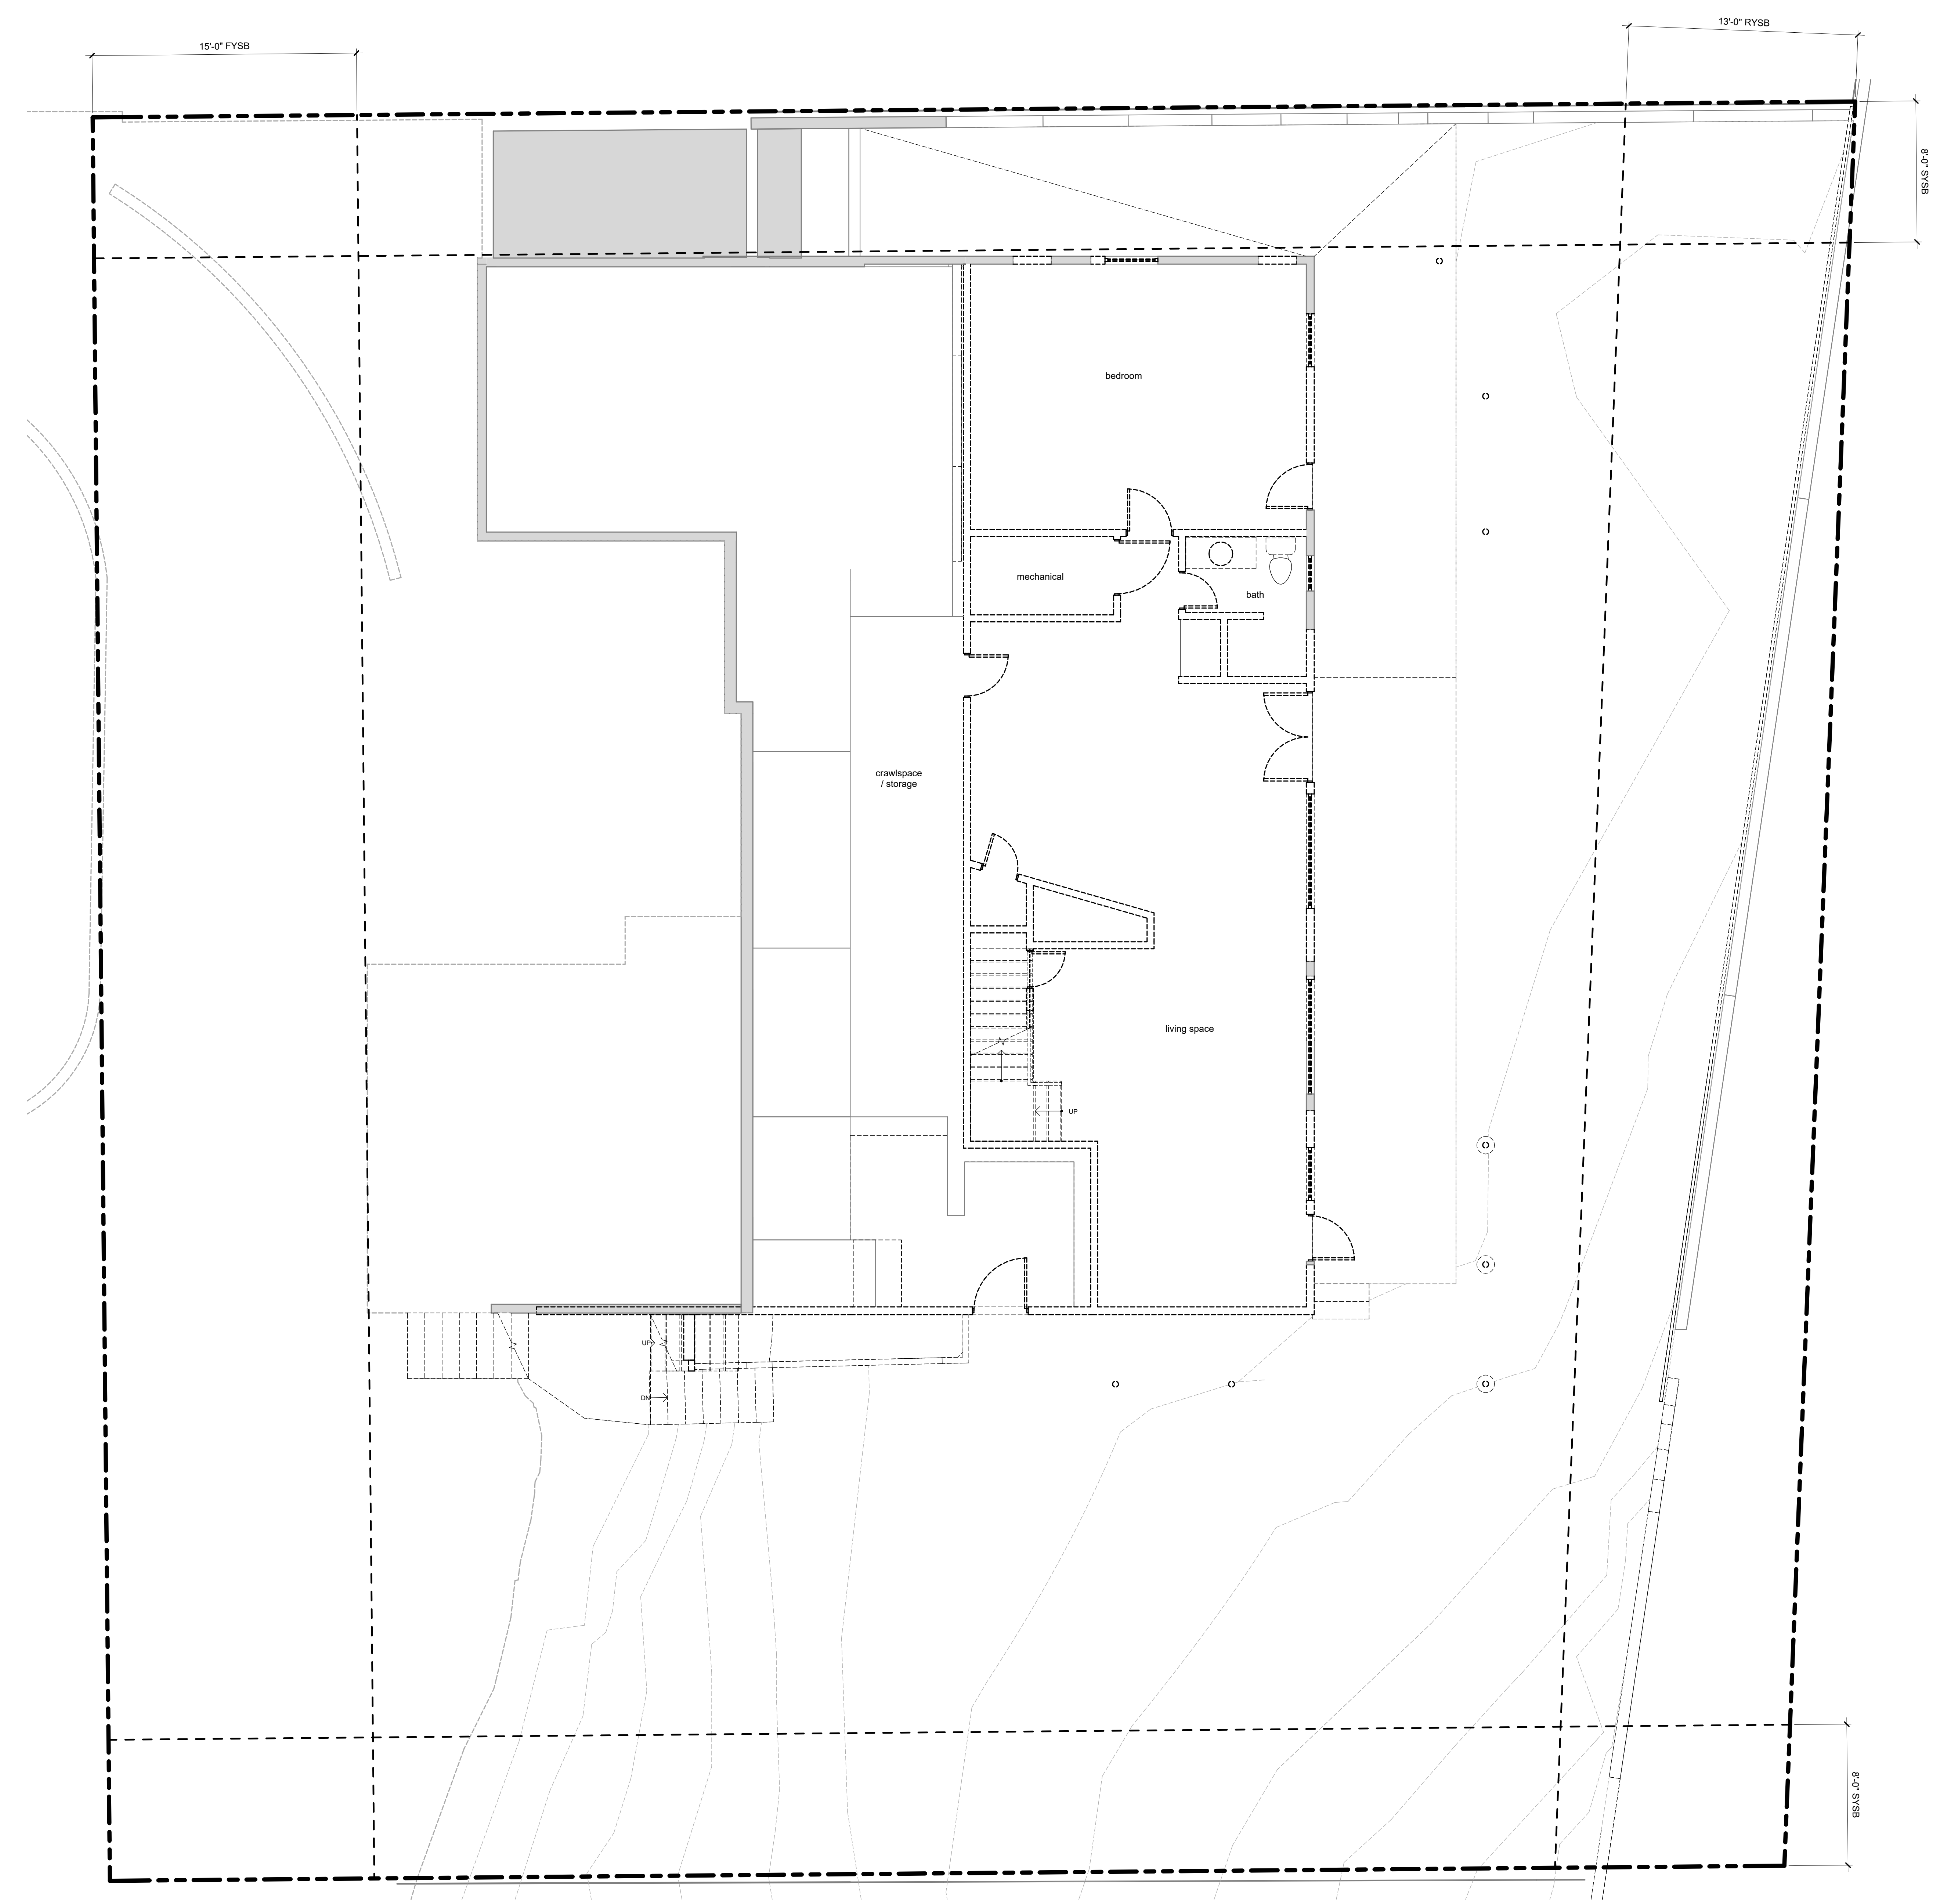 13'-0" RYSB
15'-0" FYSB
8'-0" SYSB
bedroom
mechanical
bath
crawlspace
/ storage
living space
UP
UP
DN
8'-0" SYSB